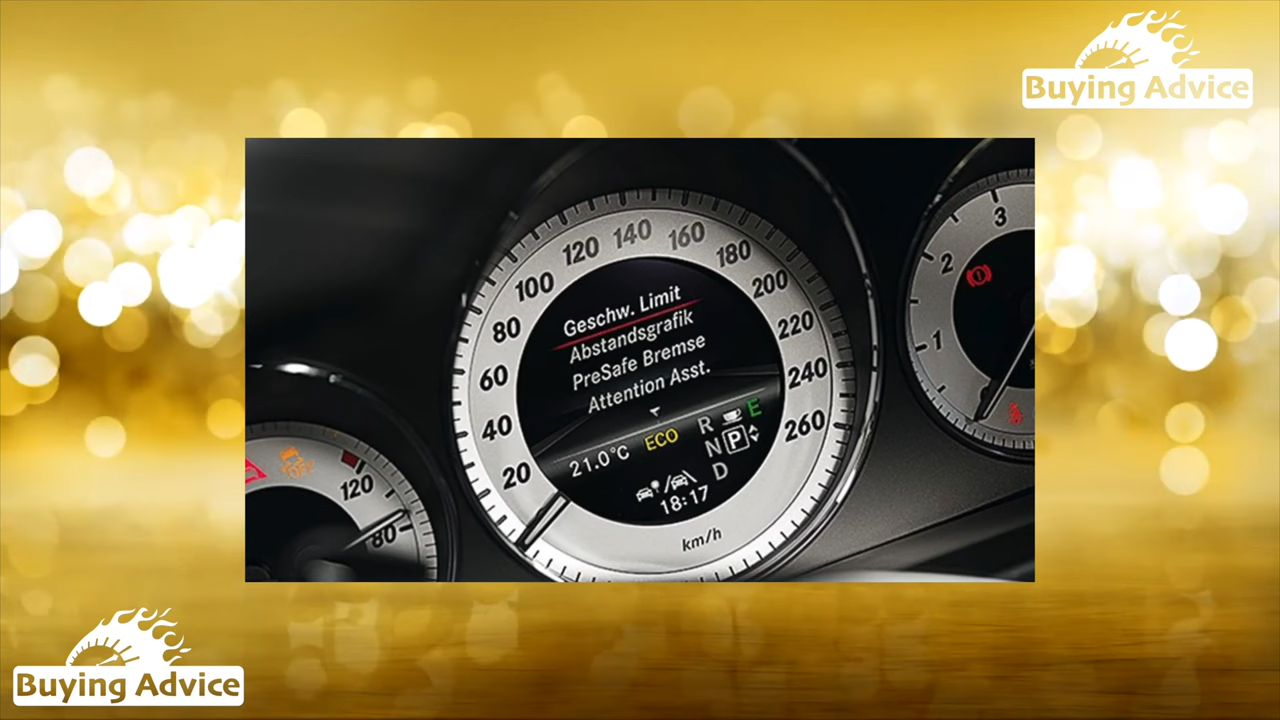 Buying Advice
120
80
20
40
60
80
100
120
140
160
180
200
220
240
260
Geschw. Limit
Abstandsgrafik
PreSafe Bremse
Attention Asst.
21.0°C ECO R E
N P
D
18:17
km/h
1
2
3
OFF
Buying Advice